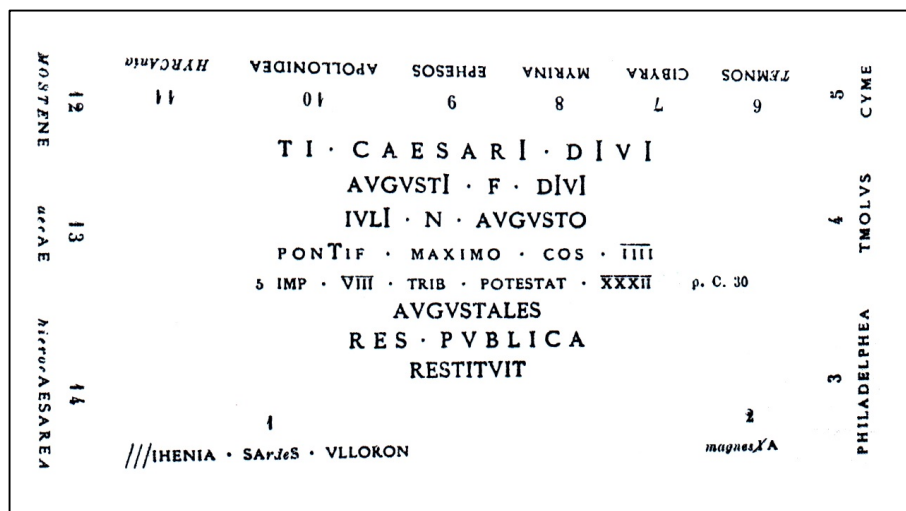 HYRCAnia APOLLONIDEA EPHESOS MYRINA CIBYRA TEMNOS
11 10 9 8 7 6
MOSTENE
12
5
CYME
TI · CAESARI · DIVI
AVGVSTI · F · DIVI
IVLI · N · AVGVSTO
aegAE
13
4
TMOLVS
PONTIF · MAXIMO · COS · IIII
5 IMP · VIII · TRIB · POTESTAT · XXXII p. C. 30
AVGVSTALES
RES · PVBLICA
RESTITVIT
hierocAESAREA
14
3
PHILADELPHEA
1 2
///IHENIA · SArdeS · VLLORON magnesIA